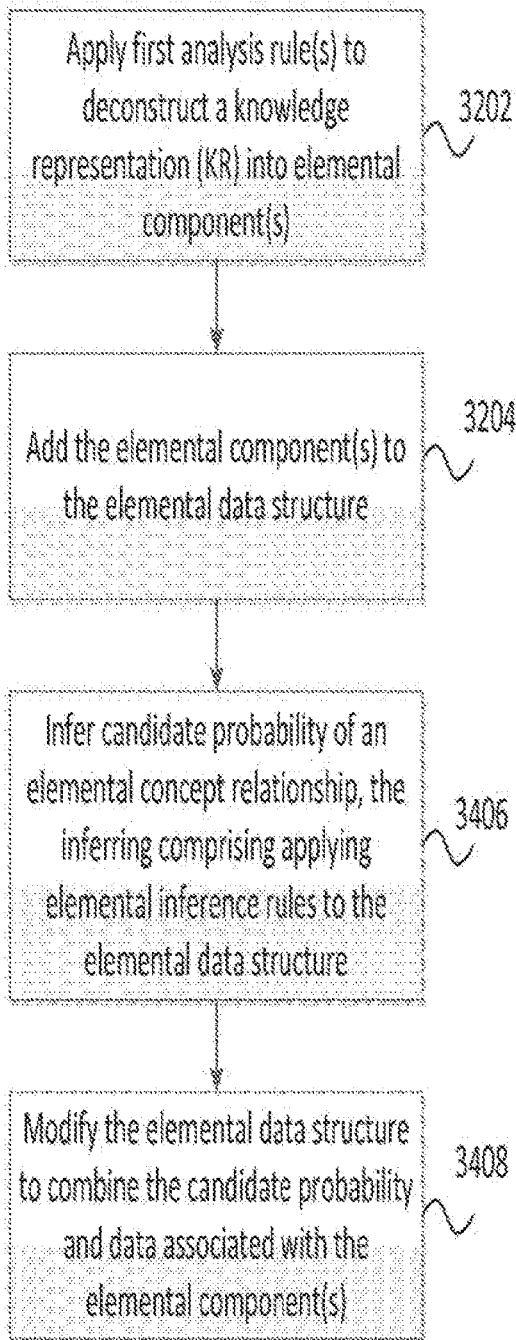 Apply first analysis rule(s) to
deconstruct a knowledge
representation (KR) into elemental
component(s)
3202
Add the elemental component(s) to
the elemental data structure
3204
Infer candidate probability of an
elemental concept relationship, the
inferring comprising applying
elemental inference rules to the
elemental data structure
3406
Modify the elemental data structure
to combine the candidate probability
and data associated with the
elemental component(s)
3408